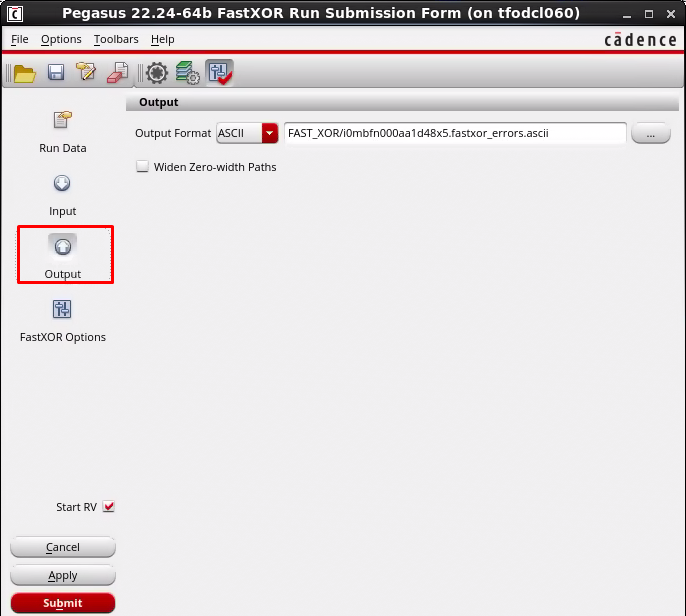 Pegasus 22.24-64b FastXOR Run Submission Form (on tfodcl060)
File Options Toolbars Help
cādence
Output
Output Format ASCII FAST_XOR/i0mbfn000aa1d48x5.fastxor_errors.ascii ...
Widen Zero-width Paths
Run Data
Input
Output
FastXOR Options
Start RV
Cancel
Apply
Submit